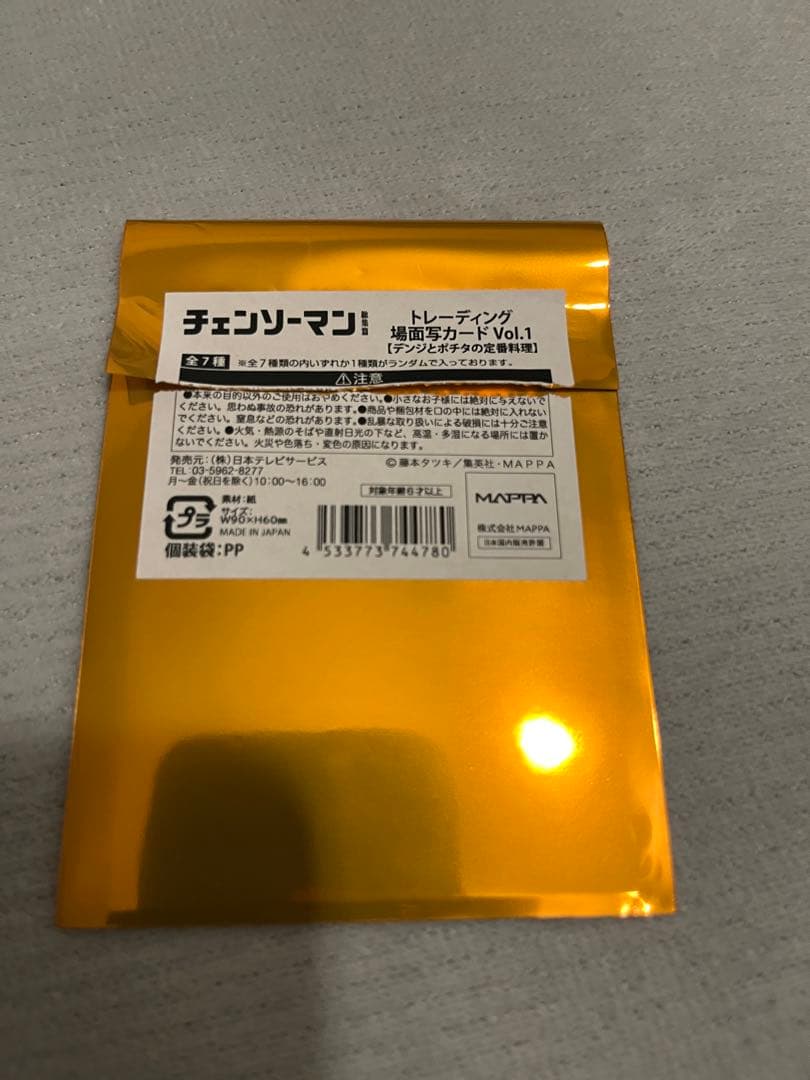 チェンソーマン 総集篇
トレーディング
場面写カード Vol.1
【デンジとポチタの定番料理】
全7種 ※全7種類の内いずれか1種類がランダムで入っております。
⚠注意
●本来の目的以外のご使用はおやめください。●小さなお子様には絶対に与えないで
ください。思わぬ事故の恐れがあります。●商品や梱包材を口の中には絶対に入れない
でください。窒息などの恐れがあります。●乱暴な取り扱いによる破損には十分ご注意
ください。●火気・熱源のそばや直射日光の下など、高温・多湿になる場所には置か
ないでください。火災や色落ち・変色の原因になります。
発売元:(株)日本テレビサービス
TEL:03-5962-8277
月～金(祝日を除く)10:00～16:00
©藤本タツキ／集英社・MAPPA
対象年齢6才以上
プラ
素材:紙
サイズ:
W90×H60㎜
MADE IN JAPAN
個装袋:PP
4 533773 744780
MAPPA
株式会社MAPPA
日本国内販売許諾